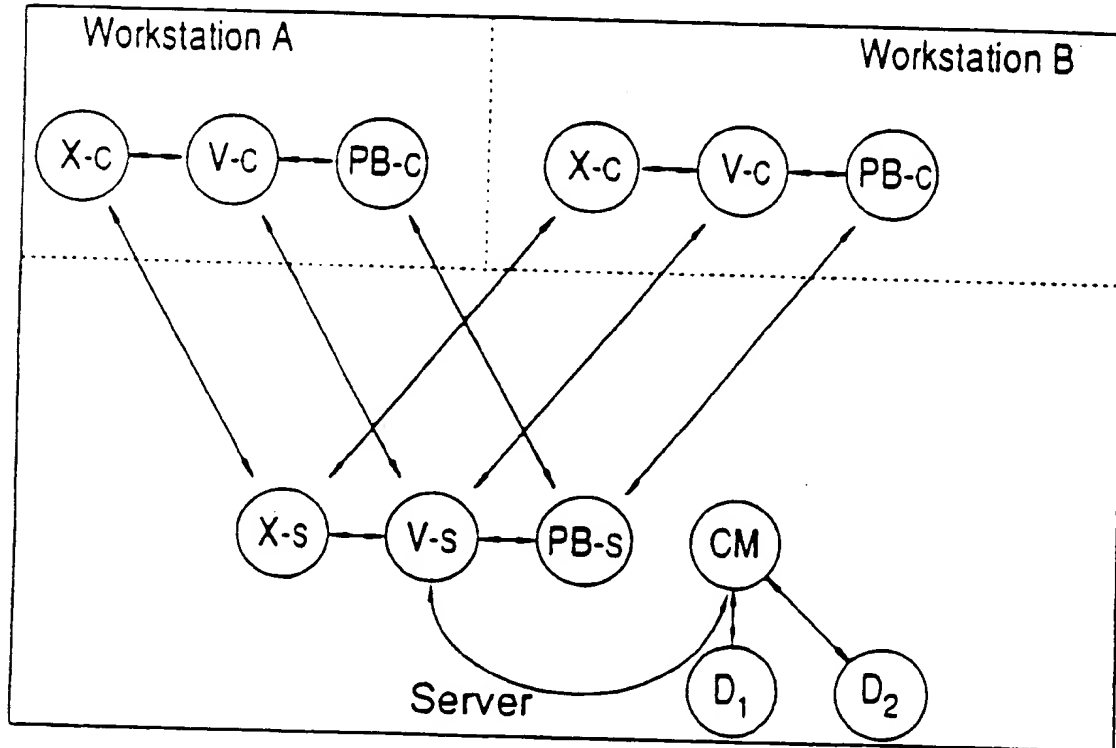 Workstation A
Workstation B
X-c
V-c
PB-c
X-c
V-c
PB-c
X-s
V-s
PB-s
CM
Server
D₁
D₂